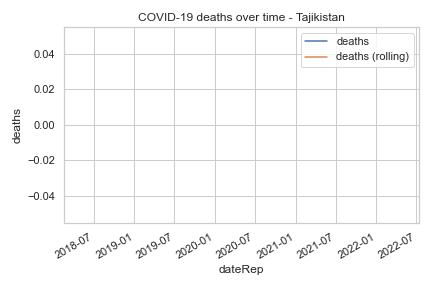 COVID-19 deaths over time - Tajikistan
deaths
deaths (rolling)
0.04
0.02
0.00
−0.02
−0.04
deaths
2018-07
2019-01
2019-07
2020-01
2020-07
2021-01
2021-07
2022-01
2022-07
dateRep